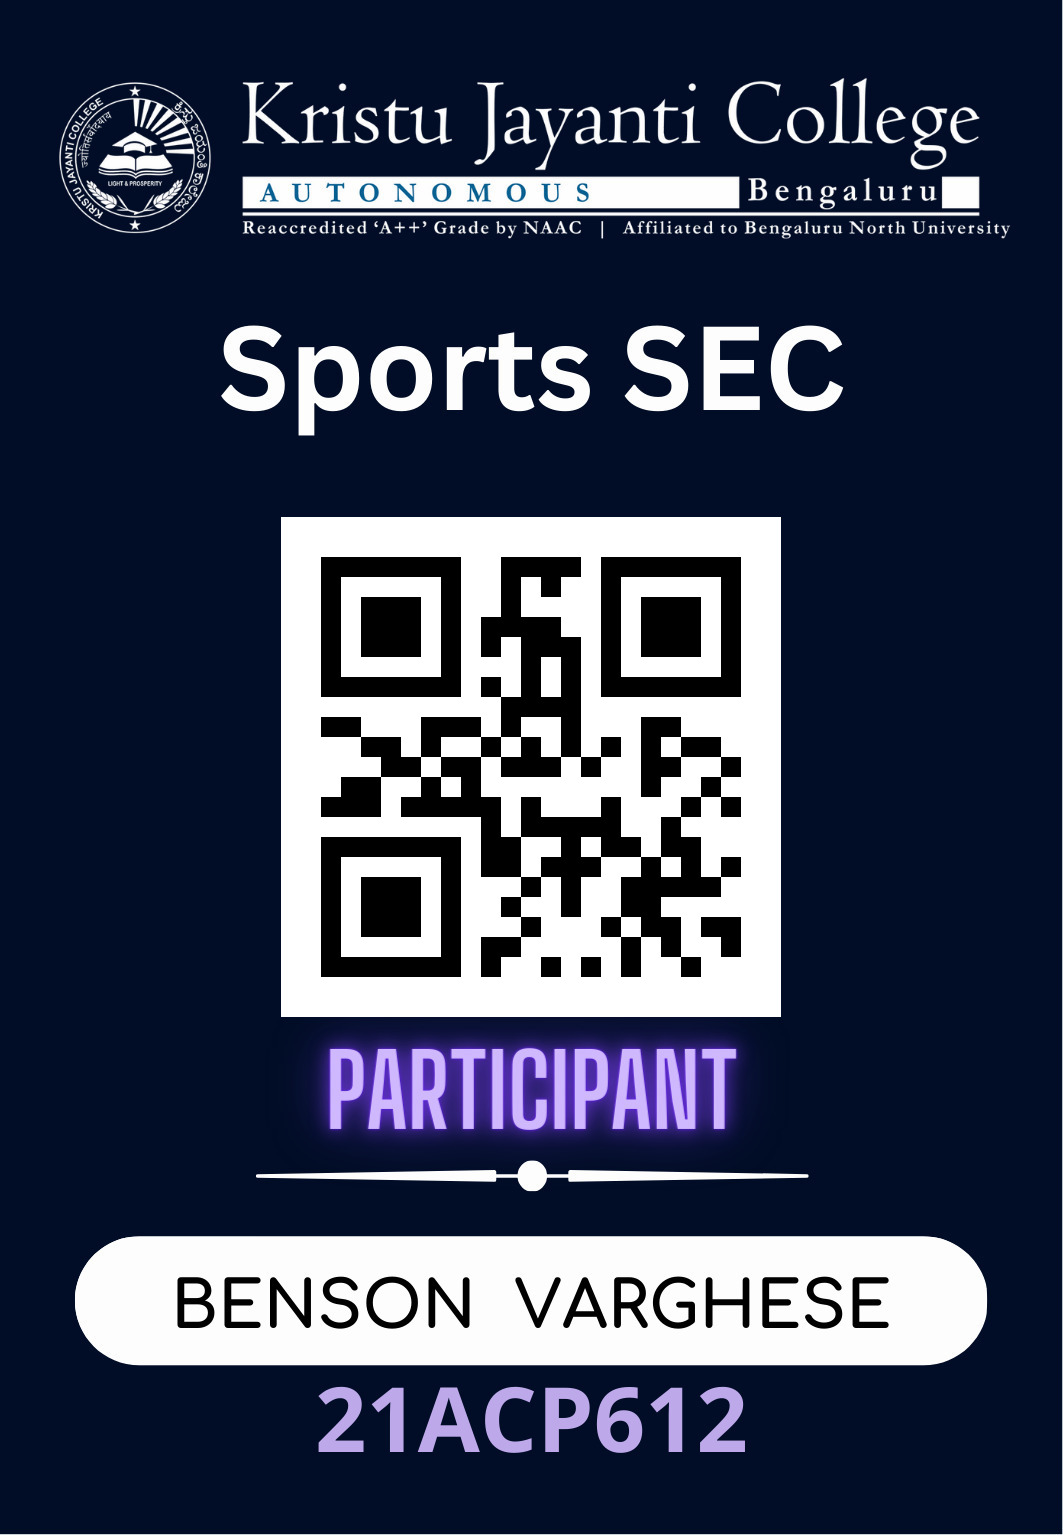 KRISTU JAYANTI COLLEGE
ಕ್ರಿಸ್ತು ಜಯಂತಿ ಕಾಲೇಜು
LIGHT & PROSPERITY
Kristu Jayanti College
AUTONOMOUS Bengaluru
Reaccredited ‘A++’ Grade by NAAC | Affiliated to Bengaluru North University
Sports SEC
PARTICIPANT
BENSON VARGHESE
21ACP612